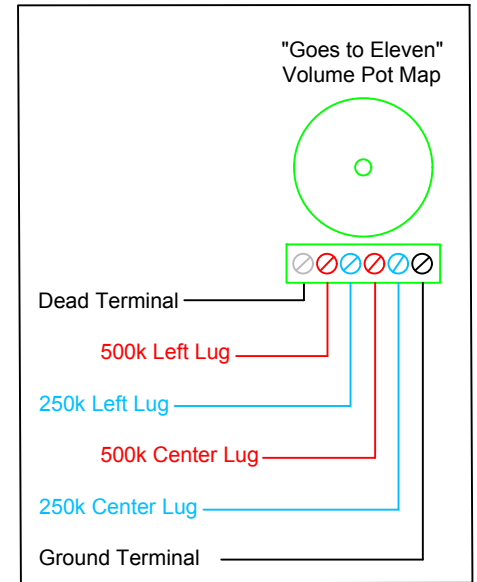 "Goes to Eleven"
Volume Pot Map
Dead Terminal
500k Left Lug
250k Left Lug
500k Center Lug
250k Center Lug
Ground Terminal